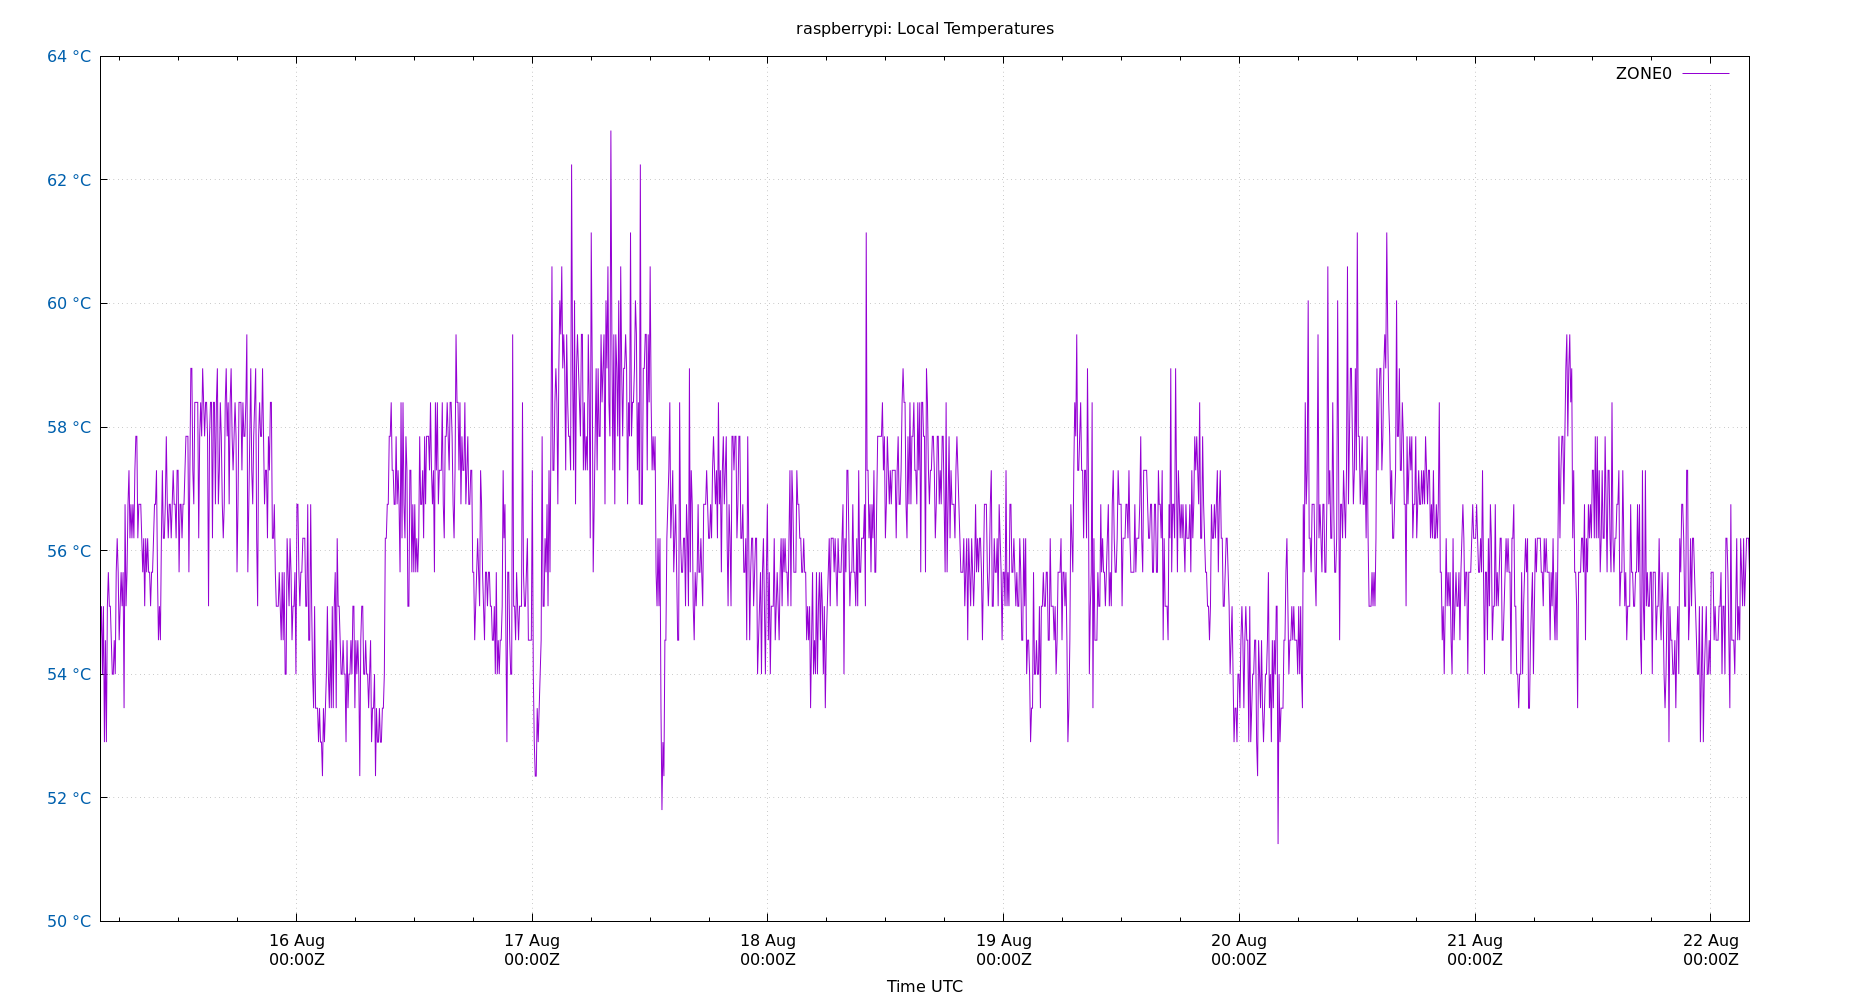 raspberrypi: Local Temperatures
64 °C
ZONE0
62 °C
60 °C
58 °C
56 °C
54 °C
52 °C
50 °C
16 Aug 17 Aug 18 Aug 19 Aug 20 Aug 21 Aug 22 Aug
00:00Z 00:00Z 00:00Z 00:00Z 00:00Z 00:00Z 00:00Z
Time UTC